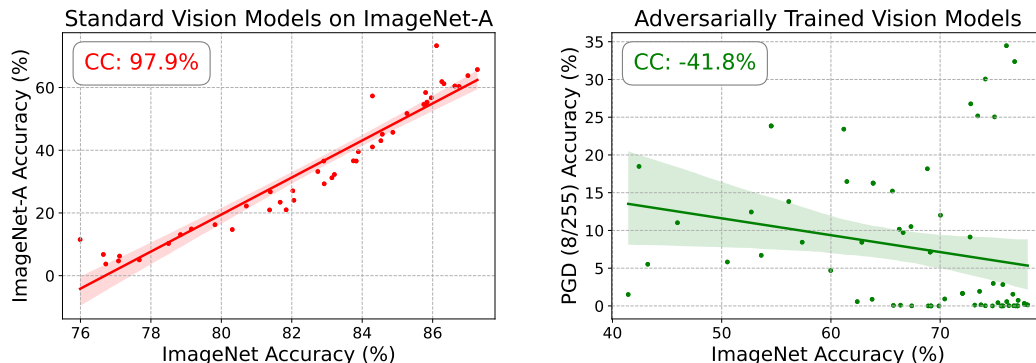 Standard Vision Models on ImageNet-A
CC: 97.9%
ImageNet-A Accuracy (%)
60
40
20
0
76
78
80
82
84
86
ImageNet Accuracy (%)
Adversarially Trained Vision Models
CC: -41.8%
PGD (8/255) Accuracy (%)
35
30
25
20
15
10
5
0
40
50
60
70
ImageNet Accuracy (%)